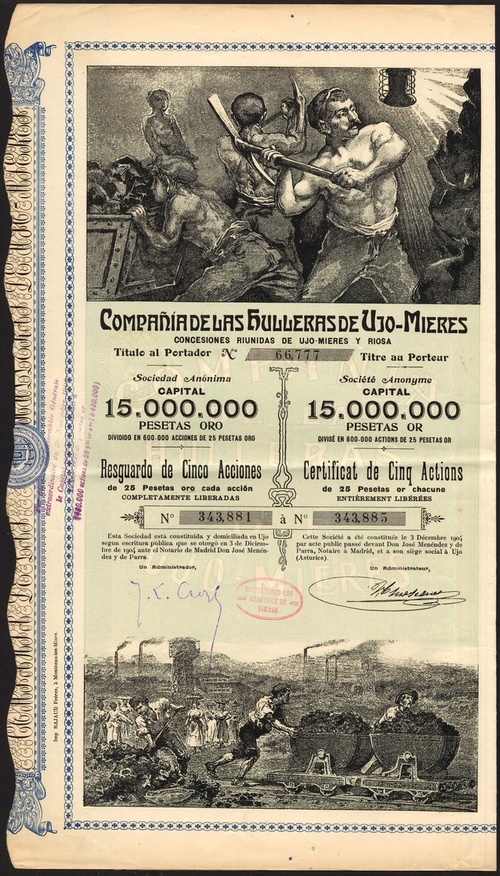 COMPAÑÍA DE LAS HULLERAS DE UJO-MIERES
CONCESIONES RIUNIDAS DE UJO-MIERES Y RIOSA
Título al Portador Nº 66,777 Titre au Porteur
Sociedad Anónima
CAPITAL
15.000.000
PESETAS ORO
DIVIDIDO EN 600.000 ACCIONES DE 25 PESETAS ORO
Resguardo de Cinco Acciones
de 25 Pesetas oro cada acción
COMPLETAMENTE LIBERADAS
Société Anonyme
CAPITAL
15.000.000
PESETAS OR
DIVISÉ EN 600.000 ACTIONS DE 25 PESETAS OR
Certificat de Cinq Actions
de 25 Pesetas or chacune
ENTIÈREMENT LIBÉRÉES
Nº 343,881 à Nº 343,885
Esta Sociedad está constituida y domiciliada en Ujo
según escritura pública que se otorgó en 3 de Diciem-
bre de 1904 ante el Notario de Madrid Don José Menén-
dez y de Parra.
Un Administrador,
Cette Société a été constituée le 3 Décembre 1904
par acte public passé devant Don José Menéndez y de
Parra, Notaire à Madrid, et a son siège social à Ujo
(Asturies).
Un Administrateur,
Imp. RAJAUD Frères